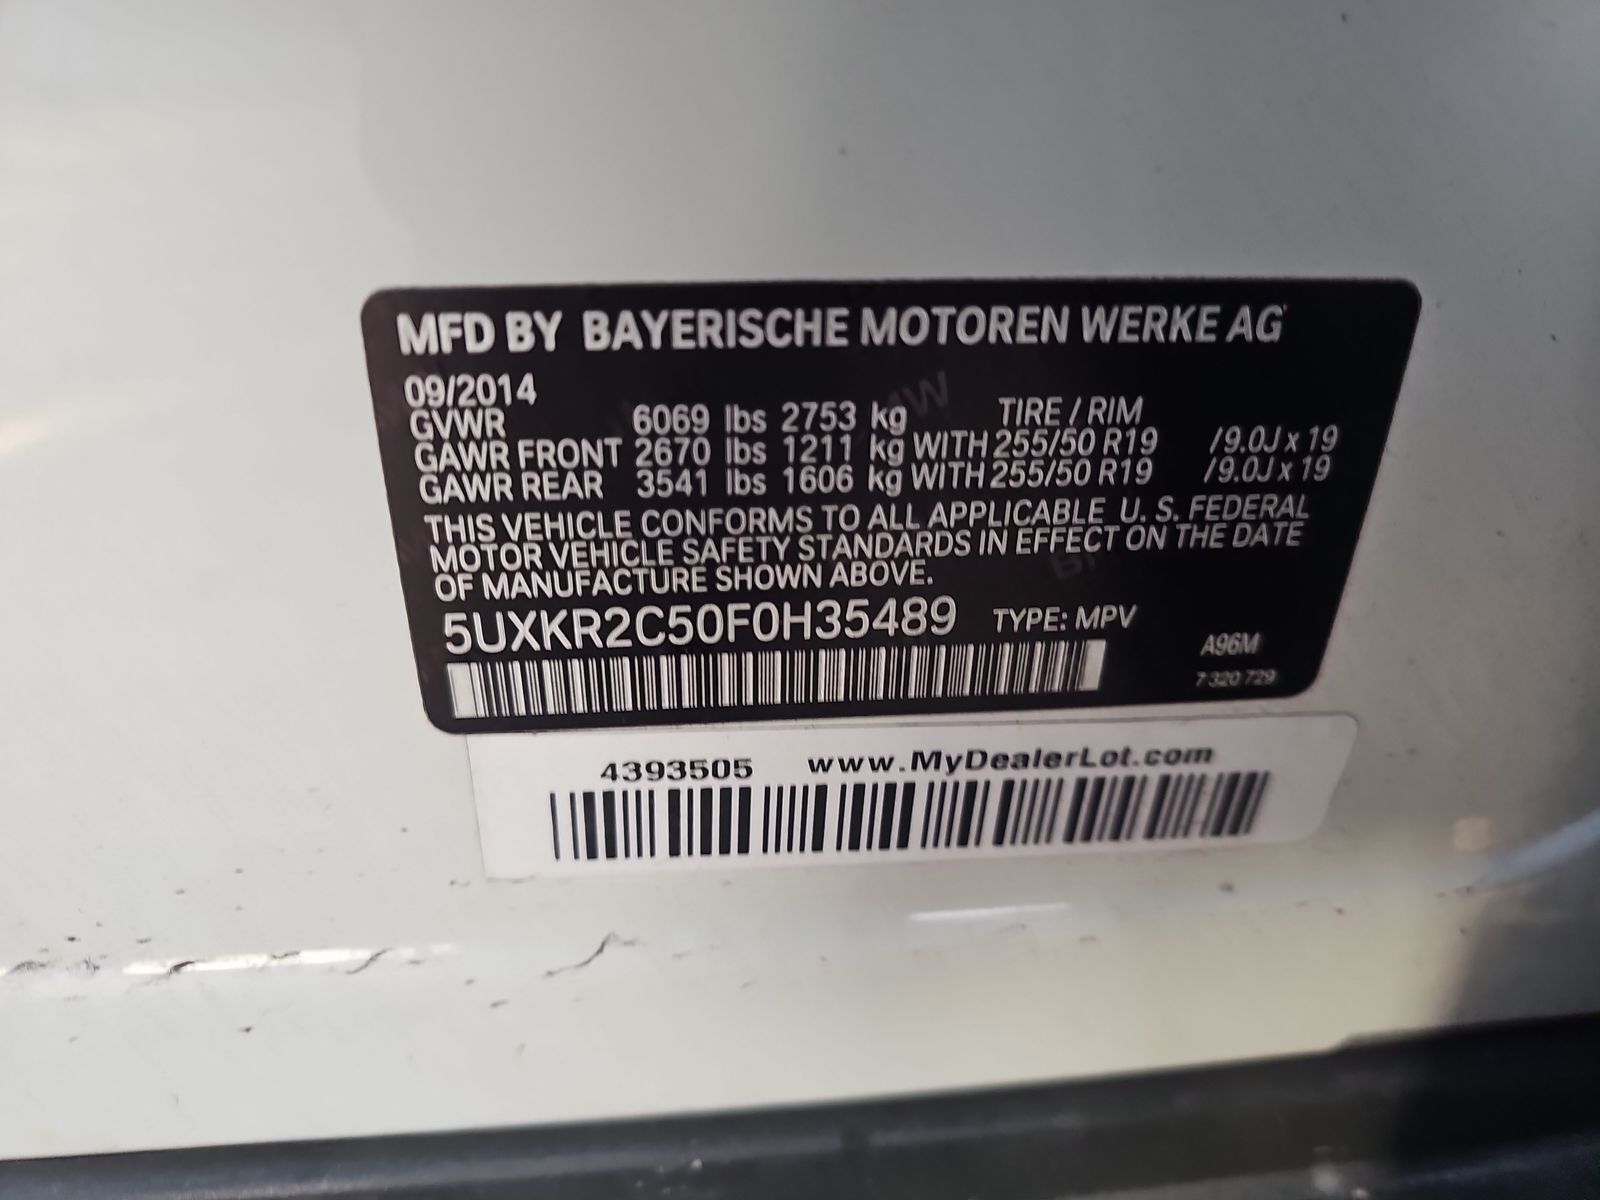 MFD BY BAYERISCHE MOTOREN WERKE AG
09/2014
GVWR 6069 lbs 2753 kg TIRE / RIM
GAWR FRONT 2670 lbs 1211 kg WITH 255/50 R19 /9.0J x 19
GAWR REAR 3541 lbs 1606 kg WITH 255/50 R19 /9.0J x 19
THIS VEHICLE CONFORMS TO ALL APPLICABLE U. S. FEDERAL
MOTOR VEHICLE SAFETY STANDARDS IN EFFECT ON THE DATE
OF MANUFACTURE SHOWN ABOVE.
5UXKR2C50F0H35489 TYPE: MPV
A96M
7 320 729
4393505 www.MyDealerLot.com